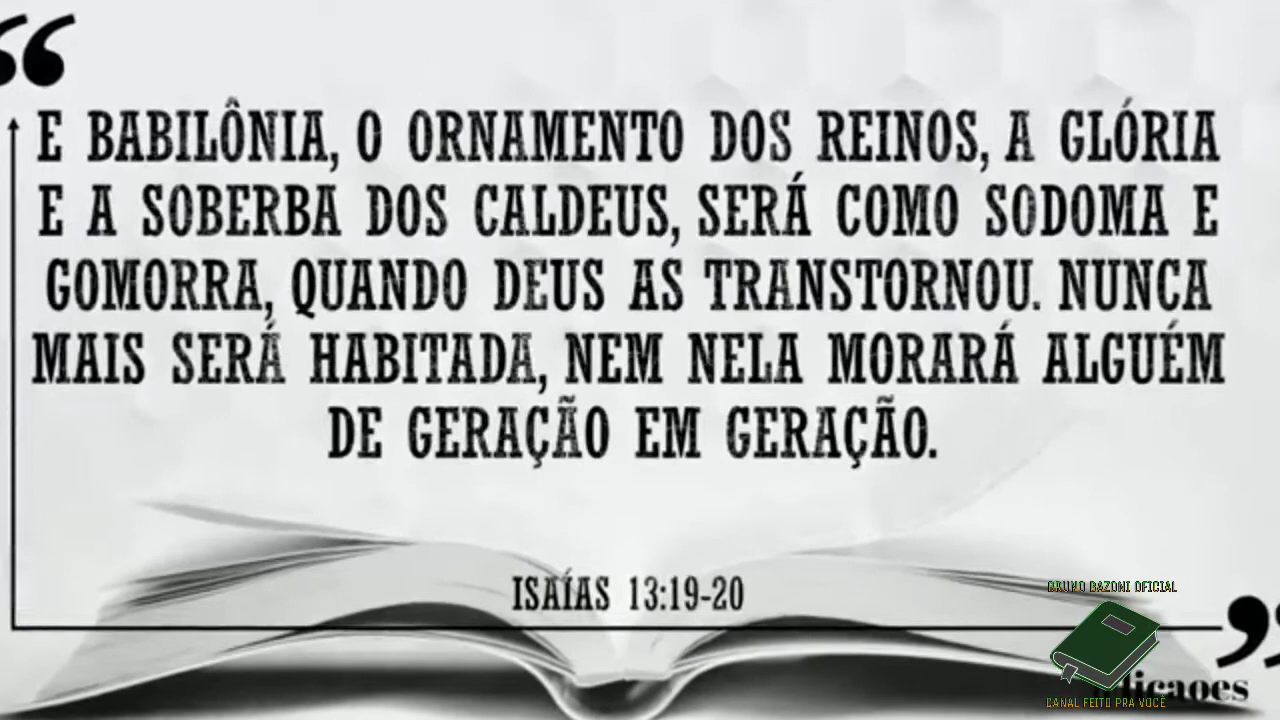 E BABILÔNIA, O ORNAMENTO DOS REINOS, A GLÓRIA
E A SOBERBA DOS CALDEUS, SERÁ COMO SODOMA E
GOMORRA, QUANDO DEUS AS TRANSTORNOU. NUNCA
MAIS SERÁ HABITADA, NEM NELA MORARÁ ALGUÉM
DE GERAÇÃO EM GERAÇÃO.
ISAÍAS 13:19-20
BRUNO BAZONI OFICIAL
CANAL FEITO PRA VOCÊ